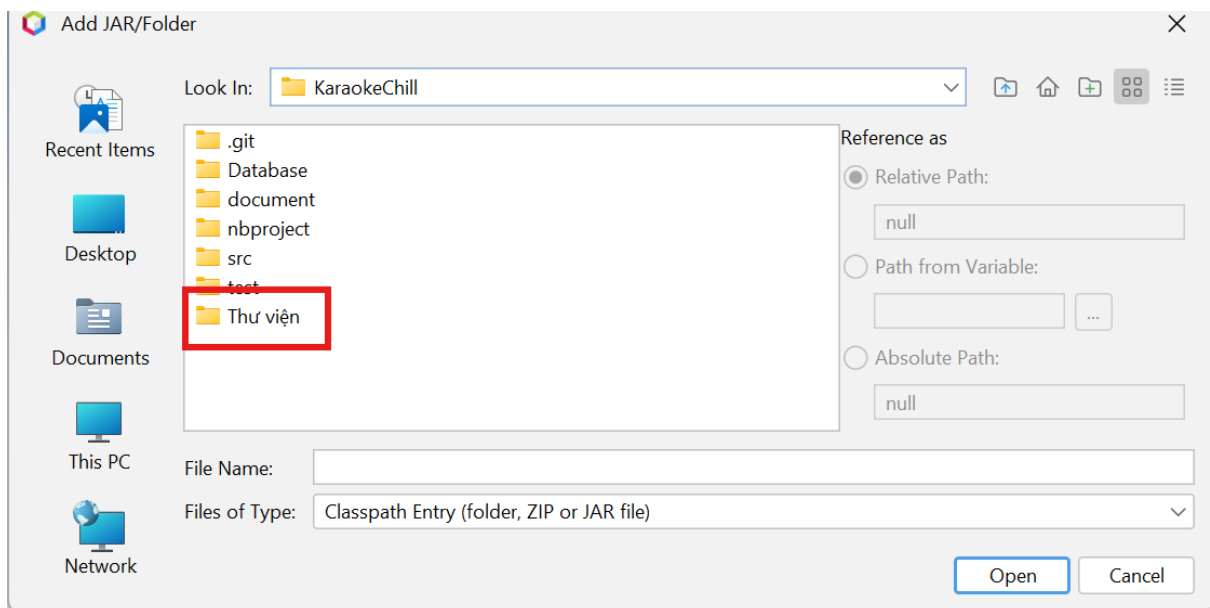 Add JAR/Folder
Look In:
KaraokeChill
Recent Items
Desktop
Documents
This PC
Network
.git
Database
document
nbproject
src
test
Thư viện
Reference as
Relative Path:
null
Path from Variable:
...
Absolute Path:
null
File Name:
Files of Type:
Classpath Entry (folder, ZIP or JAR file)
Open
Cancel